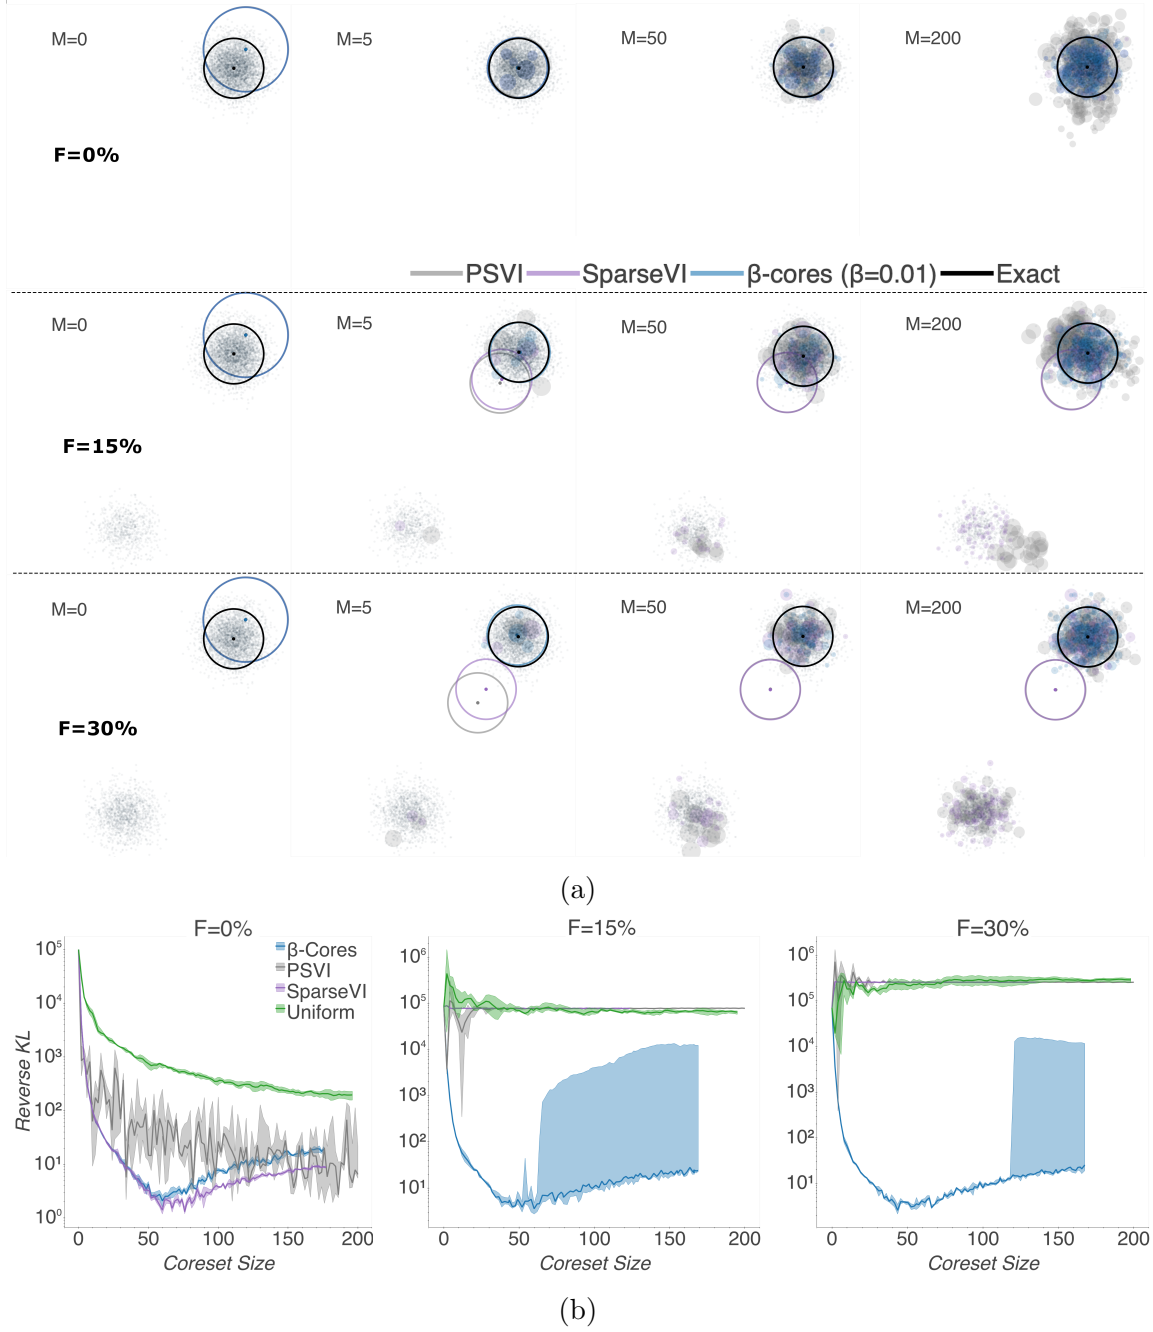 M=0 M=5 M=50 M=200
F=0%
PSVI SparseVI β-cores (β=0.01) Exact
M=0 M=5 M=50 M=200
F=15%
M=0 M=5 M=50 M=200
F=30%
(a)
F=0% F=15% F=30%
β-Cores
PSVI
SparseVI
Uniform
Reverse KL
10⁵
10⁴
10³
10²
10¹
10⁰
0 50 100 150 200
Coreset Size
10⁶
10⁵
10⁴
10³
10²
10¹
0 50 100 150 200
Coreset Size
10⁶
10⁵
10⁴
10³
10²
10¹
0 50 100 150 200
Coreset Size
(b)